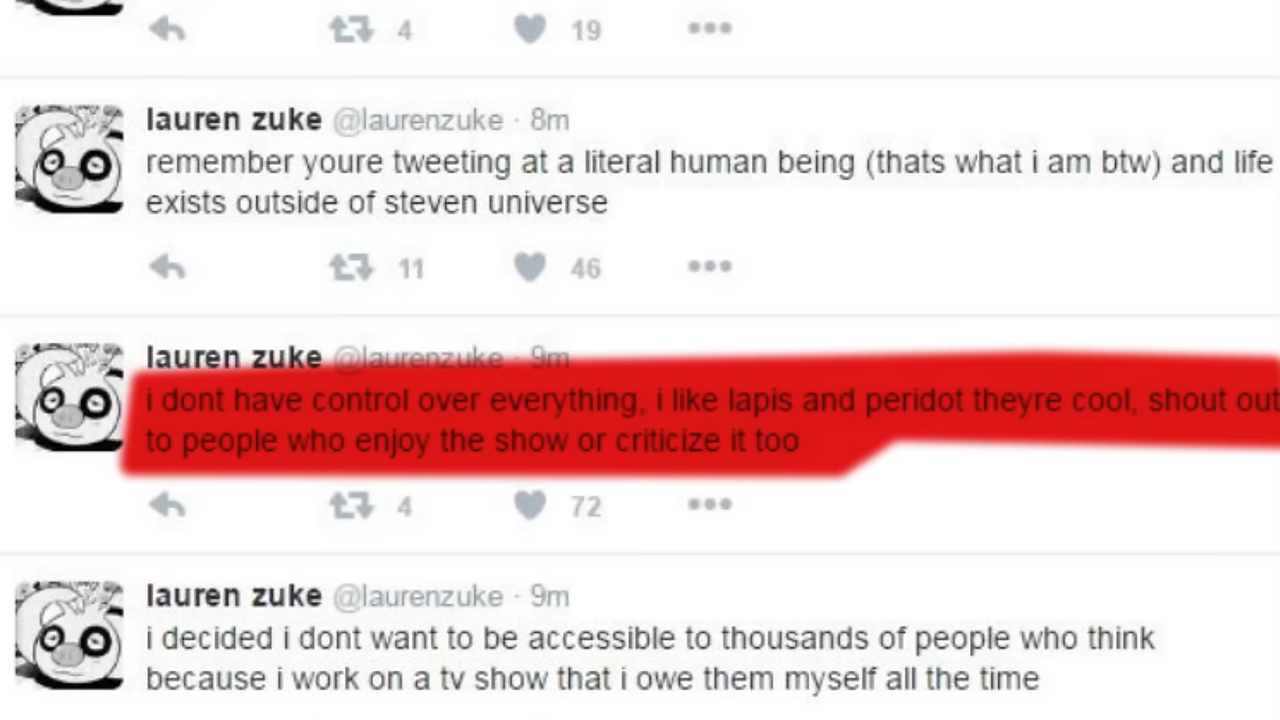 4 19
lauren zuke @laurenzuke · 8m
remember youre tweeting at a literal human being (thats what i am btw) and life
exists outside of steven universe
11 46
lauren zuke @laurenzuke · 9m
i dont have control over everything, i like lapis and peridot theyre cool, shout out
to people who enjoy the show or criticize it too
4 72
lauren zuke @laurenzuke · 9m
i decided i dont want to be accessible to thousands of people who think
because i work on a tv show that i owe them myself all the time